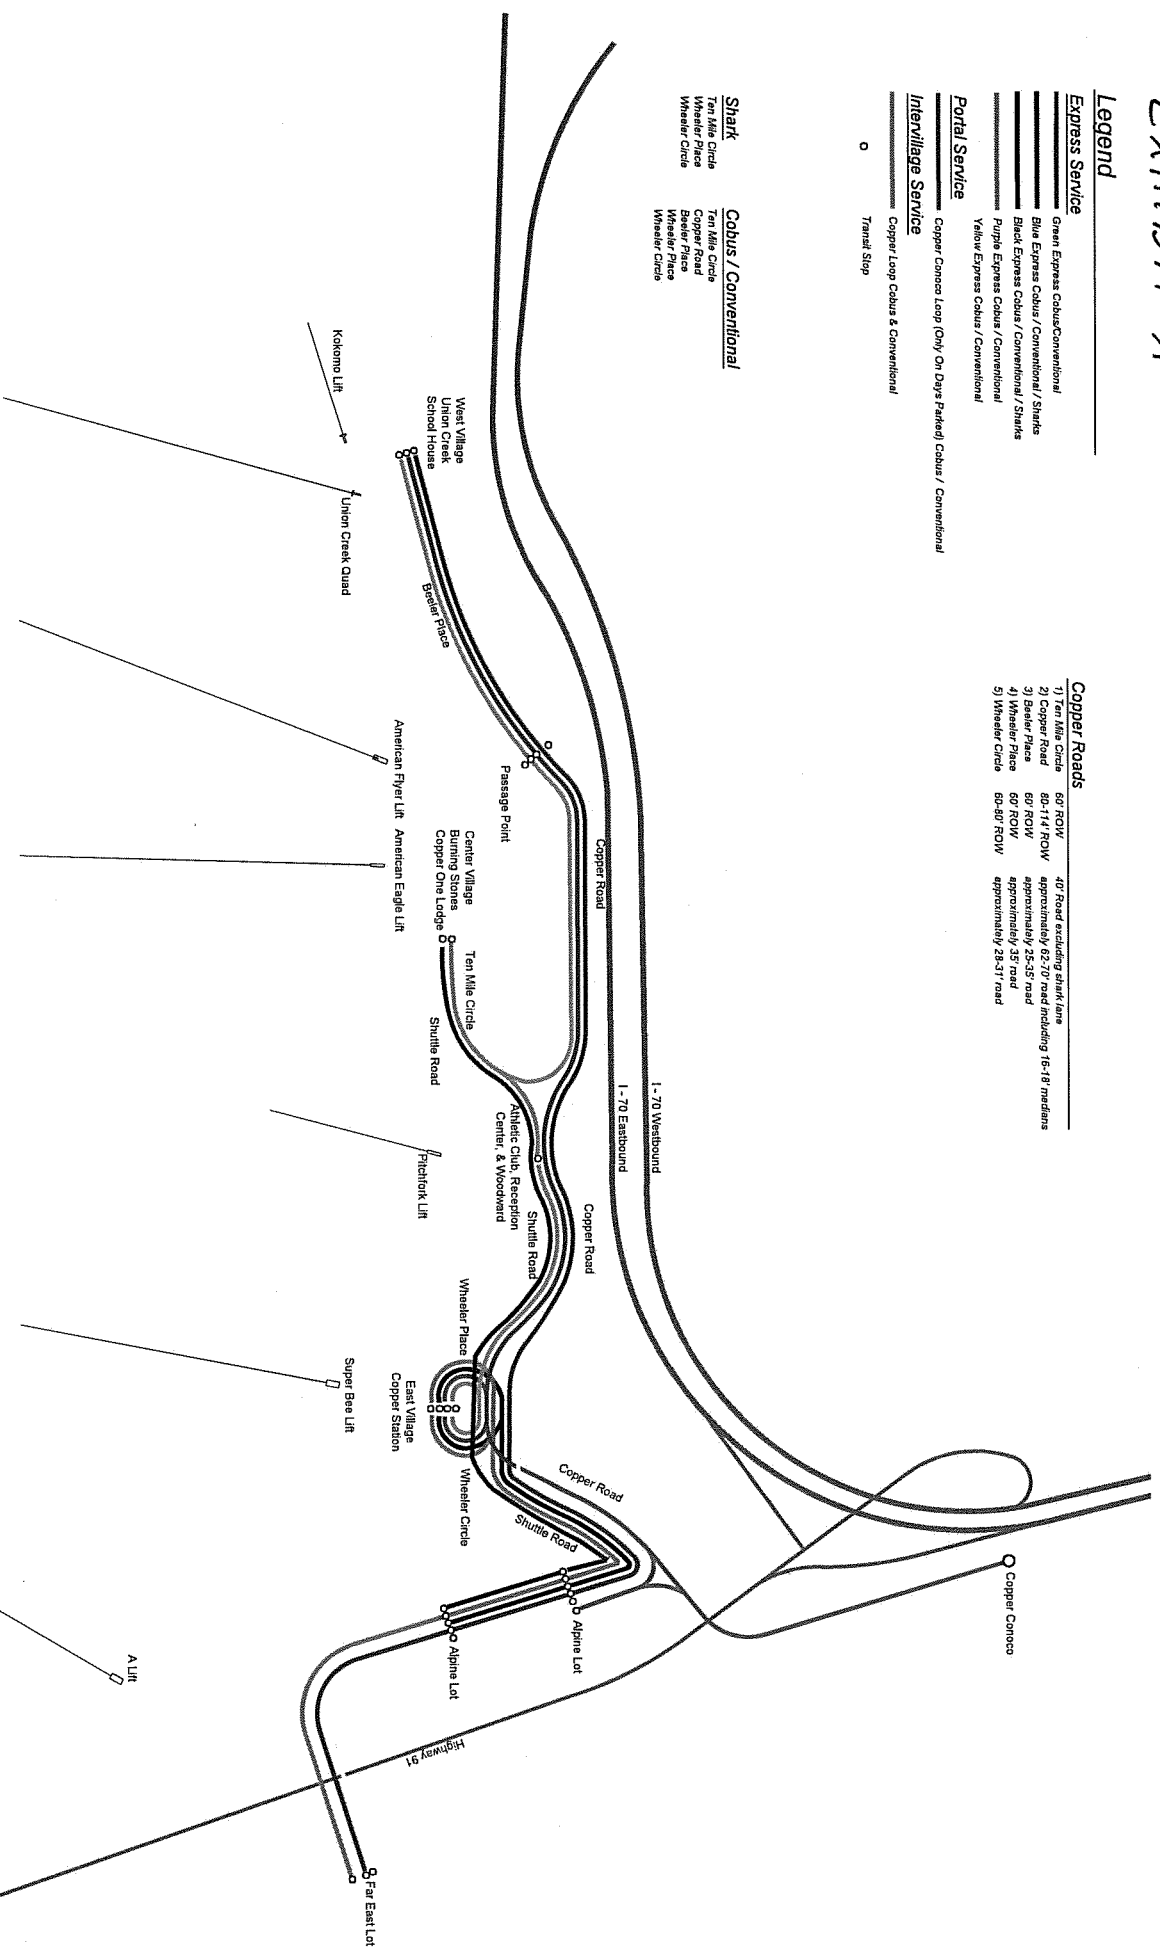 Legend
Express Service
Green Express Cobus/Conventional
Blue Express Cobus / Conventional / Sharks
Black Express Cobus / Conventional / Sharks
Purple Express Cobus / Conventional
Yellow Express Cobus / Conventional
Portal Service
Copper Conoco Loop (Only On Days Parked) Cobus / Conventional
Intervillage Service
Copper Loop Cobus & Conventional
Transit Stop
Copper Roads
1) Ten Mile Circle 60' ROW 40' Road excluding shark lane
2) Copper Road 80-114' ROW approximately 62-70' road including 16-18' medians
3) Beeler Place 60' ROW approximately 25-35' road
4) Wheeler Place 60' ROW approximately 35' road
5) Wheeler Circle 60-80' ROW approximately 28-31' road
Shark
Ten Mile Circle
Wheeler Place
Wheeler Circle
Cobus / Conventional
Ten Mile Circle
Copper Road
Beeler Place
Wheeler Place
Wheeler Circle
I - 70 Westbound
I - 70 Eastbound
Copper Conoco
Copper Road
Copper Road
Copper Road
West Village
Union Creek
School House
Beeler Place
Passage Point
Center Village
Burning Stones
Copper One Lodge
Ten Mile Circle
Shuttle Road
Athletic Club, Reception
Center, & Woodward
Shuttle Road
Wheeler Place
East Village
Copper Station
Wheeler Circle
Shuttle Road
Alpine Lot
Alpine Lot
Highway 91
Far East Lot
Kokomo Lift
Union Creek Quad
American Flyer Lift
American Eagle Lift
Pitchfork Lift
Super Bee Lift
A Lift